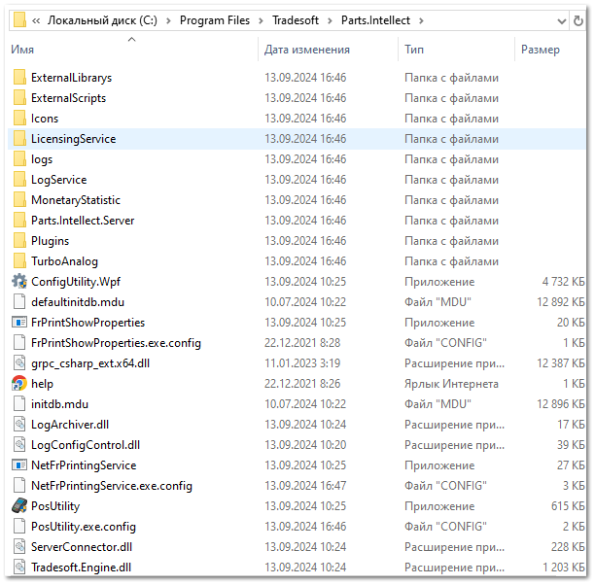 « Локальный диск (C:) › Program Files › Tradesoft › Parts.Intellect ›
Имя Дата изменения Тип Размер
ExternalLibrarys 13.09.2024 16:46 Папка с файлами
ExternalScripts 13.09.2024 16:46 Папка с файлами
Icons 13.09.2024 16:46 Папка с файлами
LicensingService 13.09.2024 16:46 Папка с файлами
logs 13.09.2024 16:46 Папка с файлами
LogService 13.09.2024 16:46 Папка с файлами
MonetaryStatistic 13.09.2024 16:46 Папка с файлами
Parts.Intellect.Server 13.09.2024 16:46 Папка с файлами
Plugins 13.09.2024 16:46 Папка с файлами
TurboAnalog 13.09.2024 16:46 Папка с файлами
ConfigUtility.Wpf 13.09.2024 10:25 Приложение 4 732 КБ
defaultinitdb.mdu 10.07.2024 10:22 Файл "MDU" 12 892 КБ
FrPrintShowProperties 13.09.2024 10:25 Приложение 20 КБ
FrPrintShowProperties.exe.config 22.12.2021 8:28 Файл "CONFIG" 1 КБ
grpc_csharp_ext.x64.dll 11.01.2023 3:19 Расширение при... 12 387 КБ
help 22.12.2021 8:26 Ярлык Интернета 1 КБ
initdb.mdu 10.07.2024 10:22 Файл "MDU" 12 896 КБ
LogArchiver.dll 13.09.2024 10:24 Расширение при... 17 КБ
LogConfigControl.dll 13.09.2024 10:20 Расширение при... 39 КБ
NetFrPrintingService 13.09.2024 10:25 Приложение 27 КБ
NetFrPrintingService.exe.config 13.09.2024 16:47 Файл "CONFIG" 3 КБ
PosUtility 13.09.2024 10:25 Приложение 615 КБ
PosUtility.exe.config 13.09.2024 16:46 Файл "CONFIG" 2 КБ
ServerConnector.dll 13.09.2024 10:24 Расширение при... 228 КБ
Tradesoft.Engine.dll 13.09.2024 10:24 Расширение при... 1 203 КБ